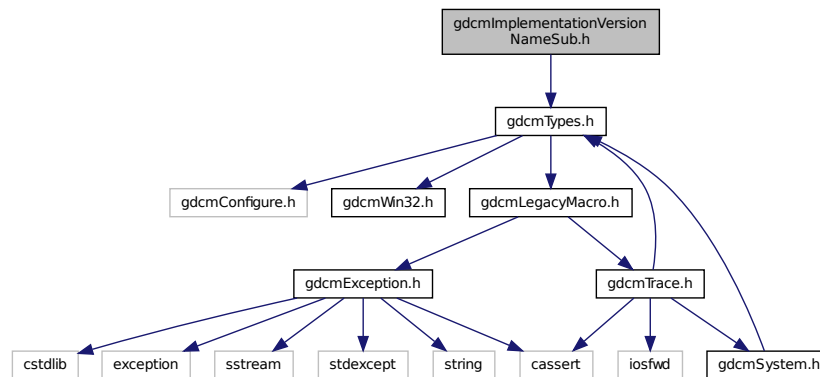 gdcmImplementationVersion
NameSub.h
gdcmTypes.h
gdcmConfigure.h
gdcmWin32.h
gdcmLegacyMacro.h
gdcmException.h
gdcmTrace.h
cstdlib
exception
sstream
stdexcept
string
cassert
iosfwd
gdcmSystem.h